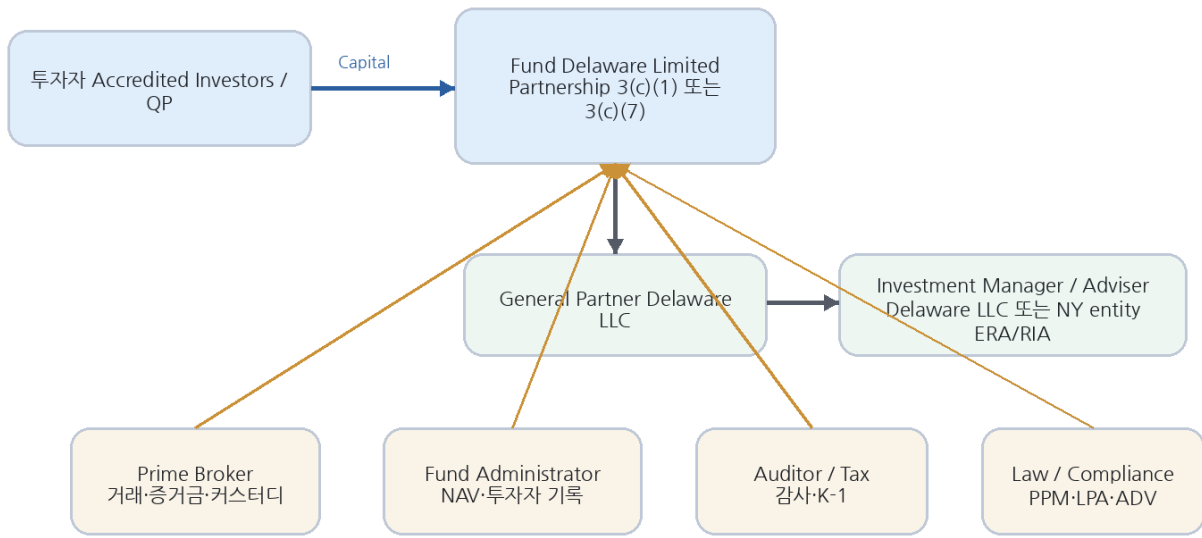 투자자 Accredited Investors /
QP
Capital
Fund Delaware Limited
Partnership 3(c)(1) 또는
3(c)(7)
General Partner Delaware
LLC
Investment Manager / Adviser
Delaware LLC 또는 NY entity
ERA/RIA
Prime Broker
거래·증거금·커스터디
Fund Administrator
NAV·투자자 기록
Auditor / Tax
감사·K-1
Law / Compliance
PPM·LPA·ADV